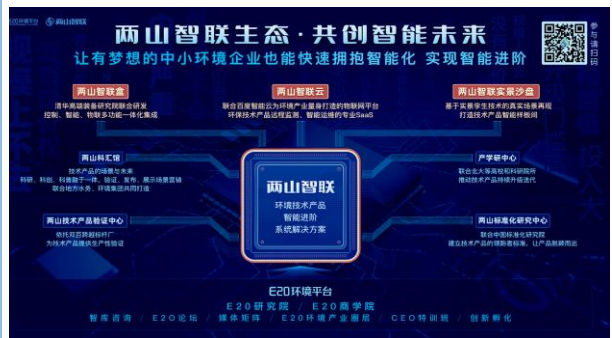 E20环境平台 两山智联
两山智联生态·共创智能未来
让有梦想的中小环境企业也能快速拥抱智能化 实现智能进阶
参与请扫码
两山智联盒
清华高端装备研究院联合研发
控制、智能、物联多功能一体化集成
两山智联云
联合百度智能云为环境产业量身打造的物联网平台
环保技术产品远程监测、智能运维的专业SaaS
两山智联实景沙盘
基于实景孪生技术的真实场景再现
打造技术产品智能样板间
两山科汇馆
技术产品的场景与未来
科研、科创、科普融于一体，验证、发布、展示场景营销
联合地方水务、环境集团共同打造
产学研中心
联合北大等高校和科研院所
推动技术产品持续升级迭代
两山智联
环境技术产品
智能进阶
系统解决方案
两山技术产品验证中心
依托双百跨越标杆厂
为技术产品提供生产性验证
两山标准化研究中心
联合中国标准化研究院
建立技术产品的领跑者标准，让产品脱颖而出
E20环境平台
E20研究院 / E20商学院
智库咨询 / E20论坛 / 媒体矩阵 / E20环境产业圈层 / CEO特训班 / 创新孵化